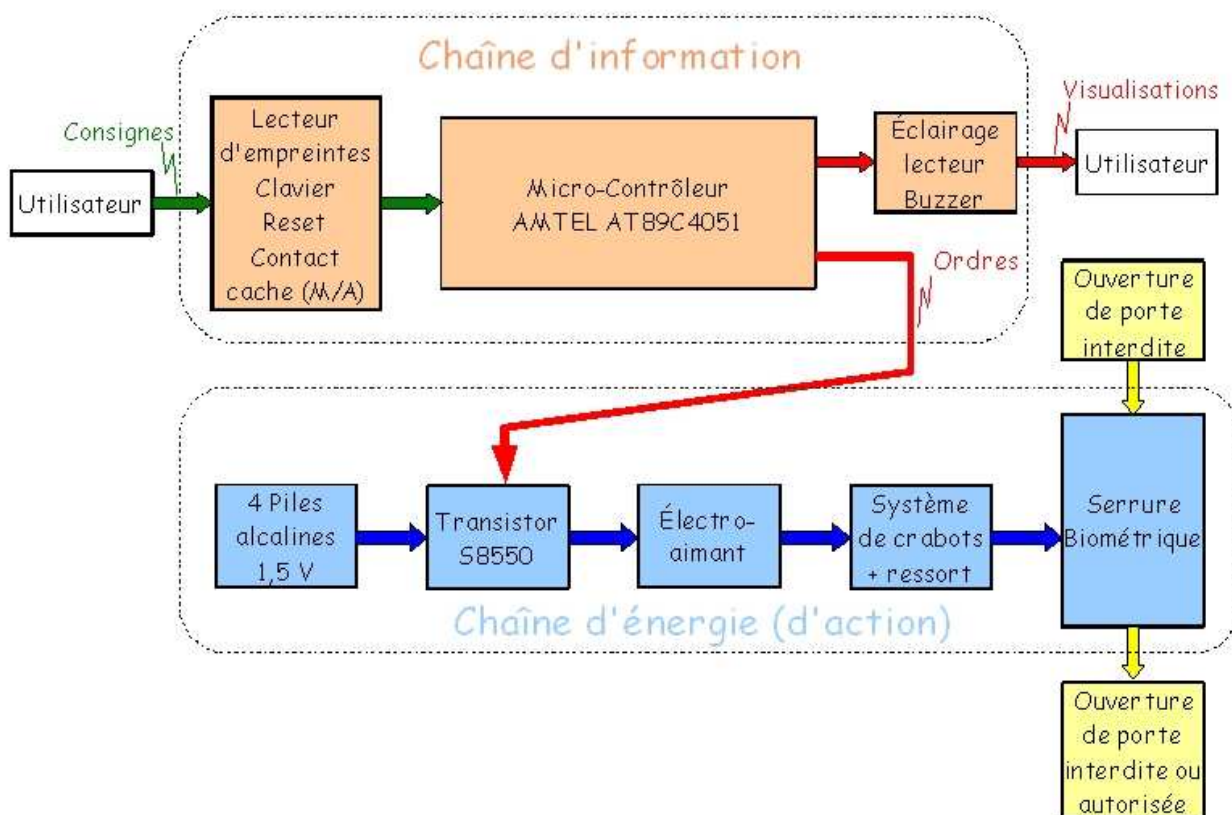 Chaîne d'information
Consignes
Utilisateur
Lecteur
d'empreintes
Clavier
Reset
Contact
cache (M/A)
Micro-Contrôleur
AMTEL AT89C4051
Éclairage
lecteur
Buzzer
Visualisations
Utilisateur
Ordres
Ouverture
de porte
interdite
4 Piles
alcalines
1,5 V
Transistor
S8550
Électro-
aimant
Système
de crabots
+ ressort
Serrure
Biométrique
Chaîne d'énergie (d'action)
Ouverture
de porte
interdite ou
autorisée